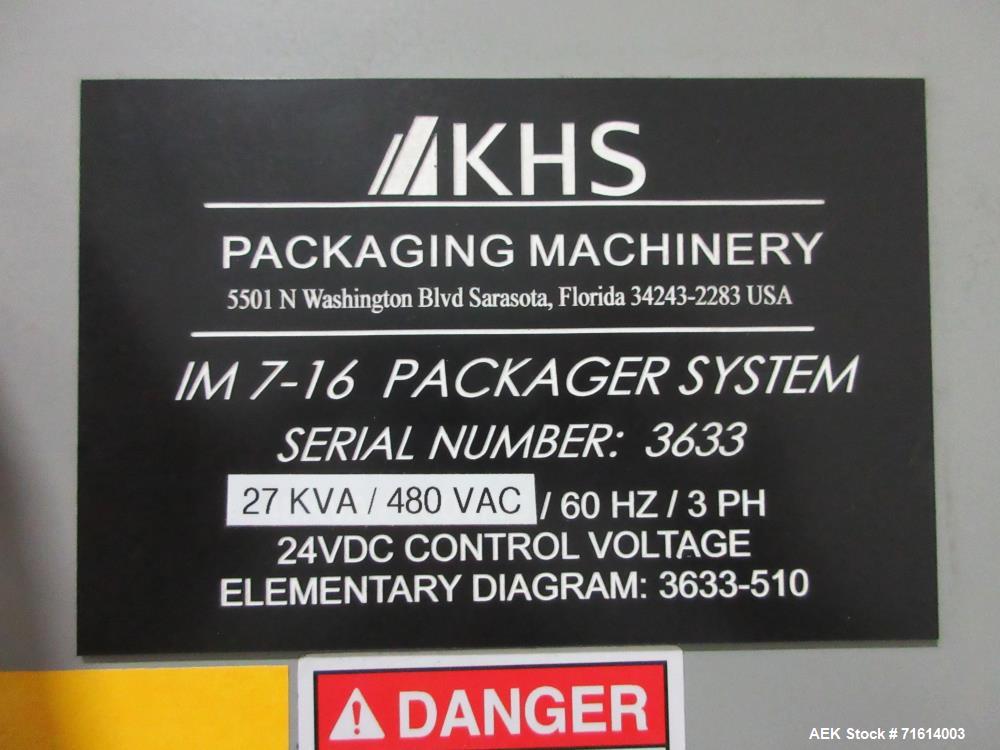 KHS
PACKAGING MACHINERY
5501 N Washington Blvd Sarasota, Florida 34243-2283 USA
IM 7-16 PACKAGER SYSTEM
SERIAL NUMBER: 3633
27 KVA / 480 VAC / 60 HZ / 3 PH
24VDC CONTROL VOLTAGE
ELEMENTARY DIAGRAM: 3633-510
DANGER
AEK Stock #71614003